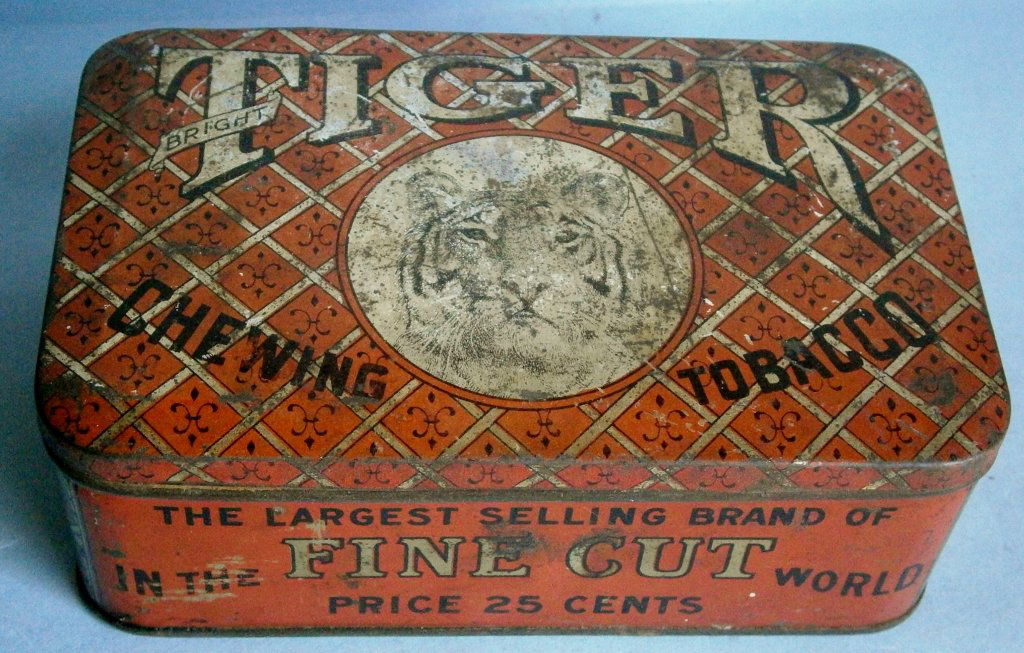 TIGER
BRIGHT
CHEWING TOBACCO
THE LARGEST SELLING BRAND OF
IN THE FINE CUT WORLD
PRICE 25 CENTS